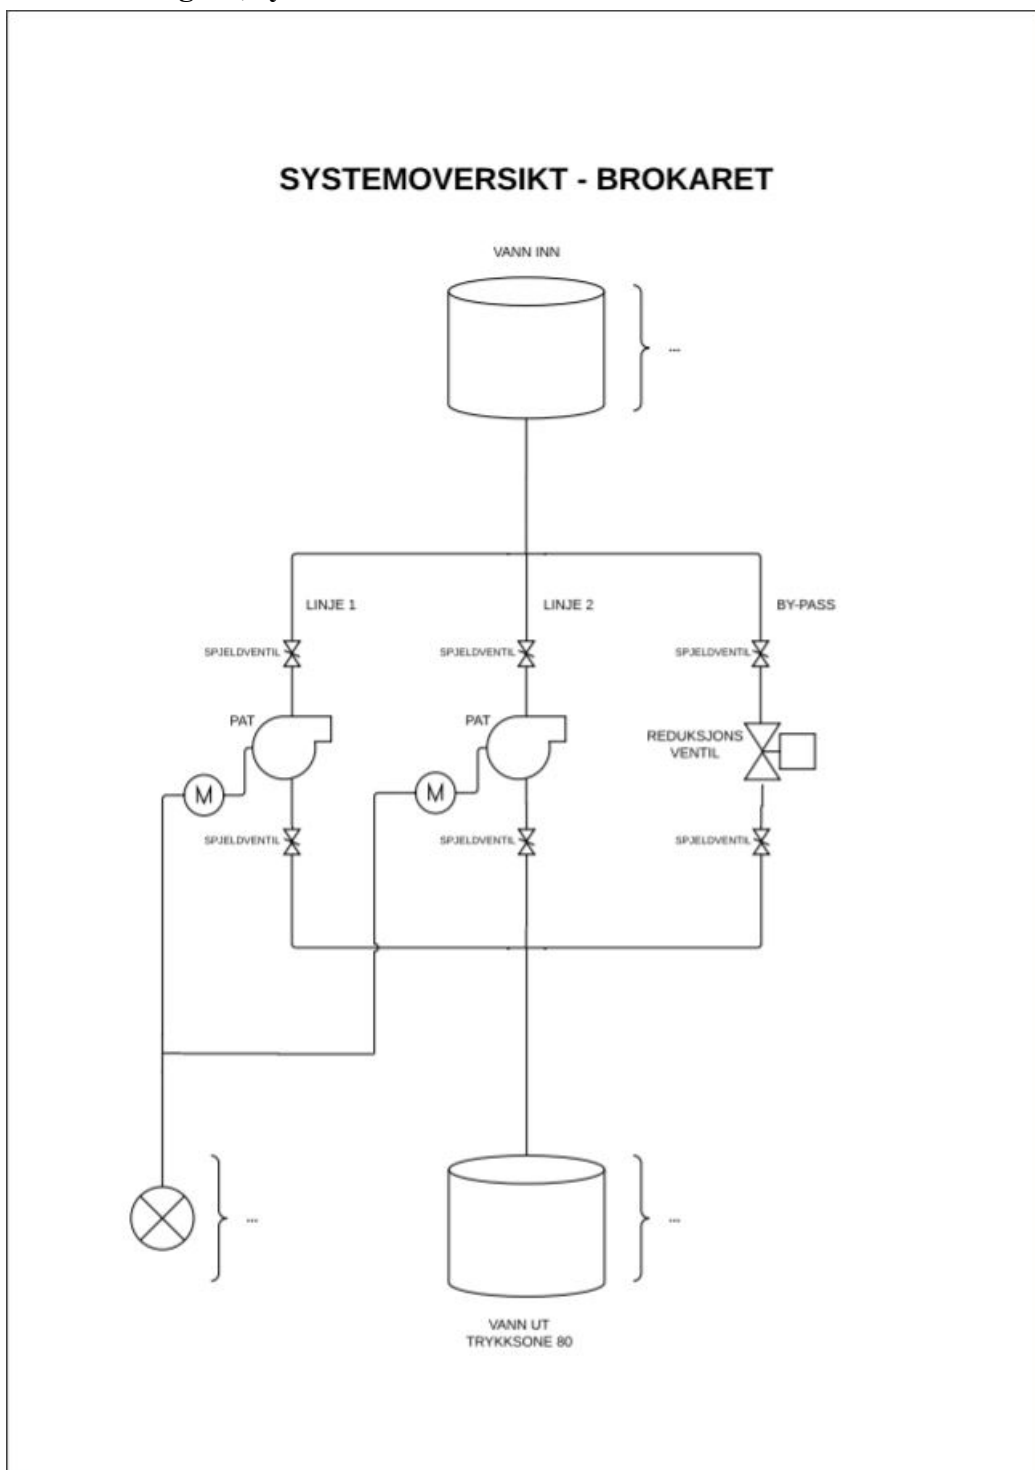 SYSTEMOVERSIKT - BROKARET
VANN INN
...
LINJE 1
LINJE 2
BY-PASS
SPJELDVENTIL
SPJELDVENTIL
SPJELDVENTIL
PAT
PAT
REDUKSJONS
VENTIL
M
M
SPJELDVENTIL
SPJELDVENTIL
SPJELDVENTIL
...
...
VANN UT
TRYKKSONE 80